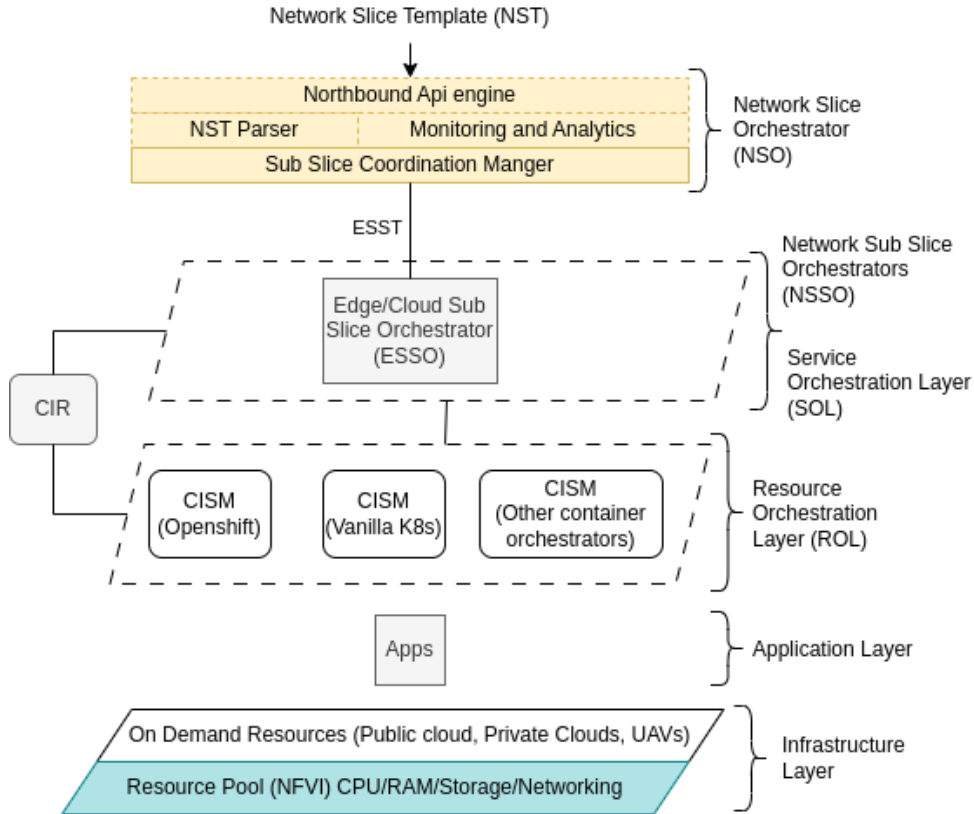 Network Slice Template (NST)
Northbound Api engine
NST Parser
Monitoring and Analytics
Sub Slice Coordination Manger
Network Slice
Orchestrator
(NSO)
ESST
Edge/Cloud Sub
Slice Orchestrator
(ESSO)
Network Sub Slice
Orchestrators
(NSSO)
Service
Orchestration Layer
(SOL)
CIR
CISM
(Openshift)
CISM
(Vanilla K8s)
CISM
(Other container
orchestrators)
Resource
Orchestration
Layer (ROL)
Apps
Application Layer
On Demand Resources (Public cloud, Private Clouds, UAVs)
Resource Pool (NFVI) CPU/RAM/Storage/Networking
Infrastructure
Layer